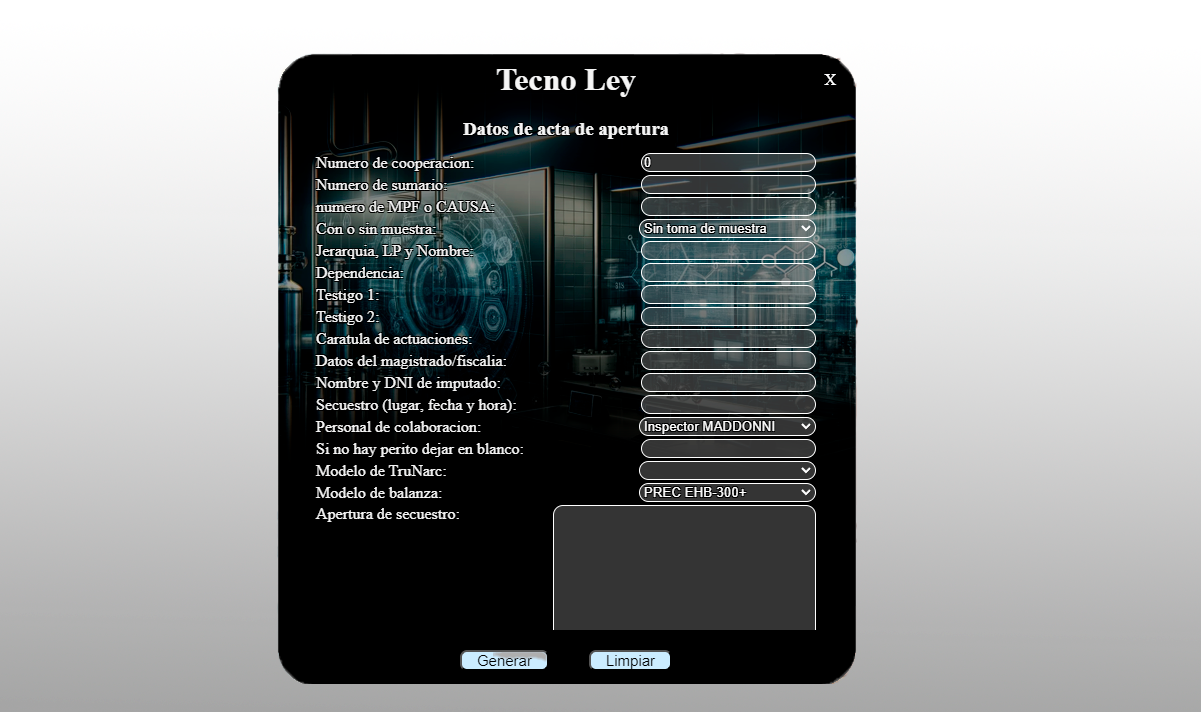 Tecno Ley
x
Datos de acta de apertura
Numero de cooperacion: 0
Numero de sumario:
numero de MPF o CAUSA:
Con o sin muestra: Sin toma de muestra
Jerarquia, LP y Nombre:
Dependencia:
Testigo 1:
Testigo 2:
Caratula de actuaciones:
Datos del magistrado/fiscalia:
Nombre y DNI de imputado:
Secuestro (lugar, fecha y hora):
Personal de colaboracion: Inspector MADDONNI
Si no hay perito dejar en blanco:
Modelo de TruNarc:
Modelo de balanza: PREC EHB-300+
Apertura de secuestro:
Generar Limpiar